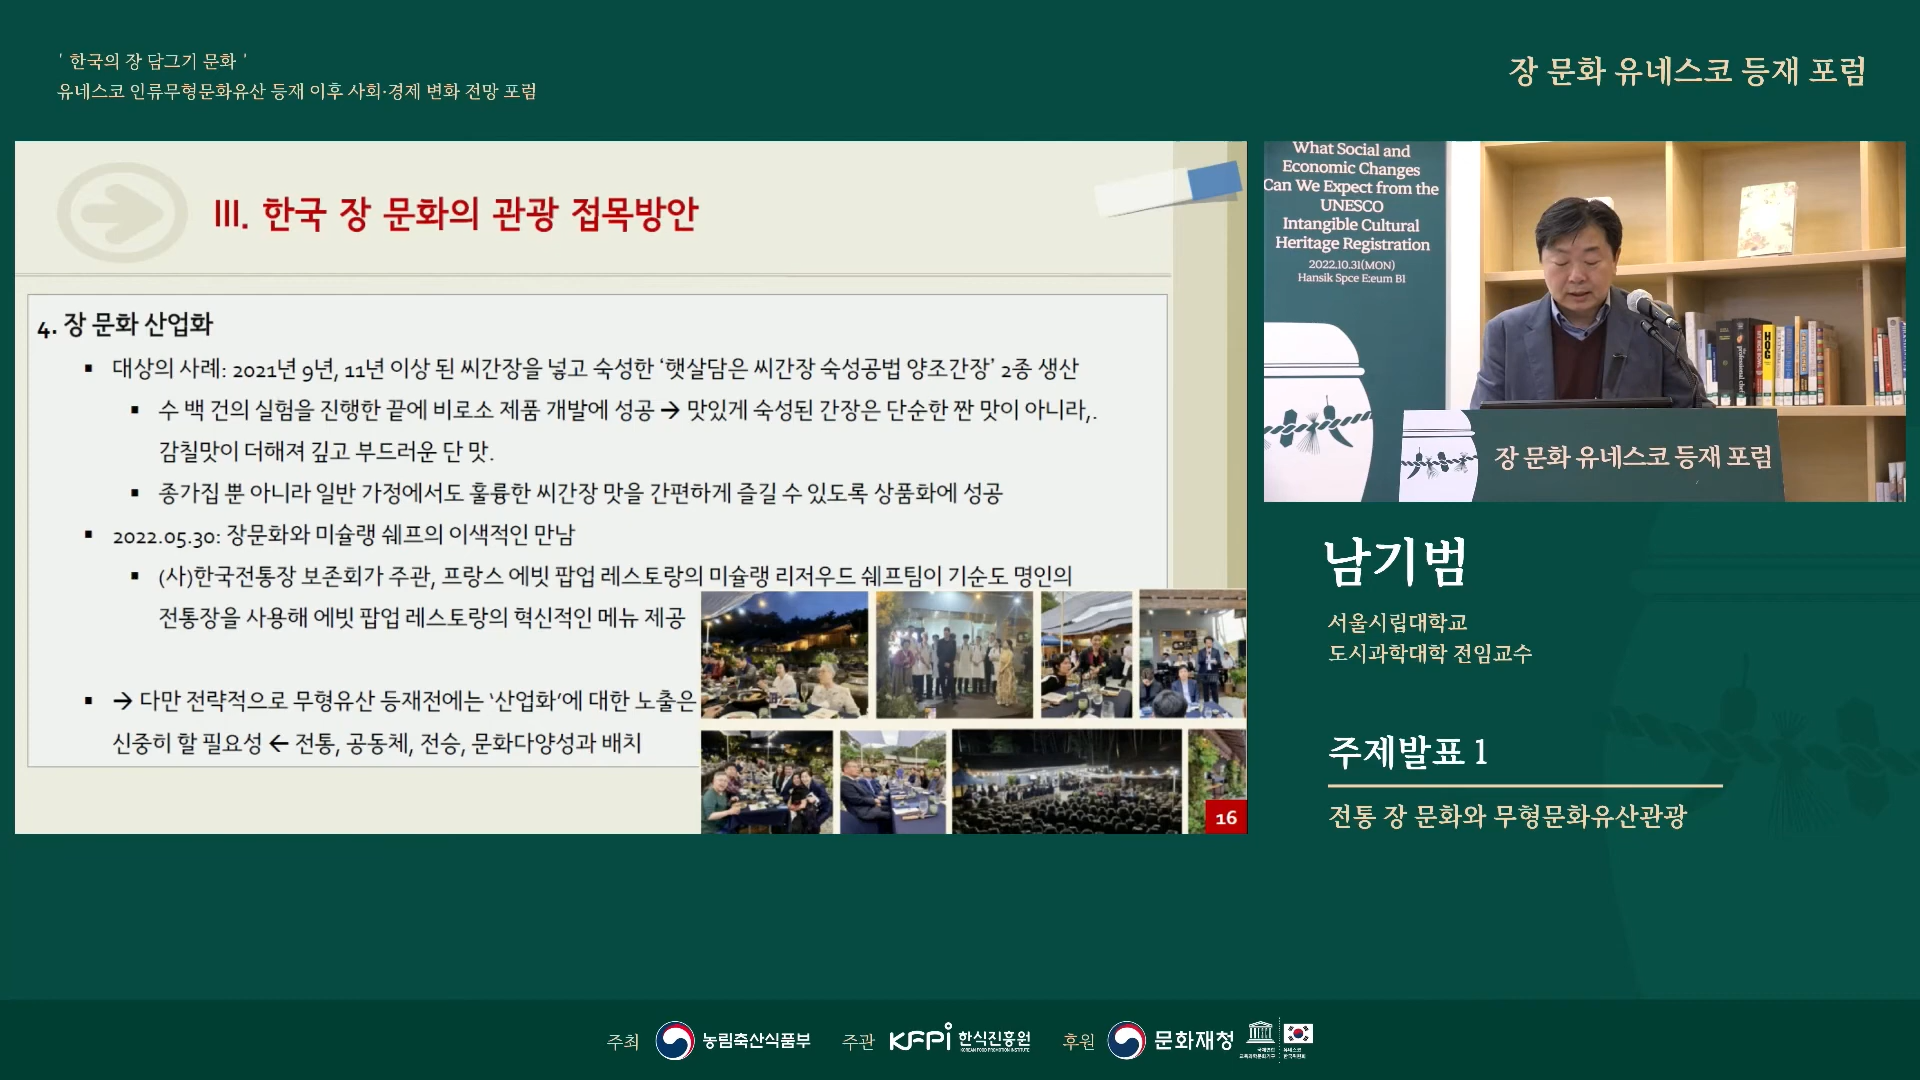 ' 한국의 장 담그기 문화 '
유네스코 인류무형문화유산 등재 이후 사회·경제 변화 전망 포럼
장 문화 유네스코 등재 포럼
III. 한국 장 문화의 관광 접목방안
4. 장 문화 산업화
▪ 대상의 사례: 2021년 9년, 11년 이상 된 씨간장을 넣고 숙성한 ‘햇살담은 씨간장 숙성공법 양조간장’ 2종 생산
▪ 수 백 건의 실험을 진행한 끝에 비로소 제품 개발에 성공 → 맛있게 숙성된 간장은 단순한 짠 맛이 아니라,.
감칠맛이 더해져 깊고 부드러운 단 맛.
▪ 종가집 뿐 아니라 일반 가정에서도 훌륭한 씨간장 맛을 간편하게 즐길 수 있도록 상품화에 성공
▪ 2022.05.30: 장문화와 미슐랭 쉐프의 이색적인 만남
▪ (사)한국전통장 보존회가 주관, 프랑스 에빗 팝업 레스토랑의 미슐랭 리저우드 쉐프팀이 기순도 명인의
전통장을 사용해 에빗 팝업 레스토랑의 혁신적인 메뉴 제공
▪ → 다만 전략적으로 무형유산 등재전에는 ‘산업화’에 대한 노출은
신중히 할 필요성 ← 전통, 공동체, 전승, 문화다양성과 배치
16
What Social and
Economic Changes
Can We Expect from the
UNESCO
Intangible Cultural
Heritage Registration
2022.10.31(MON)
Hansik Spce E:eum B1
HOG
장 문화 유네스코 등재 포럼
남기범
서울시립대학교
도시과학대학 전임교수
주제발표 1
전통 장 문화와 무형문화유산관광
주최 농림축산식품부 주관 KFPi 한식진흥원 후원 문화재청